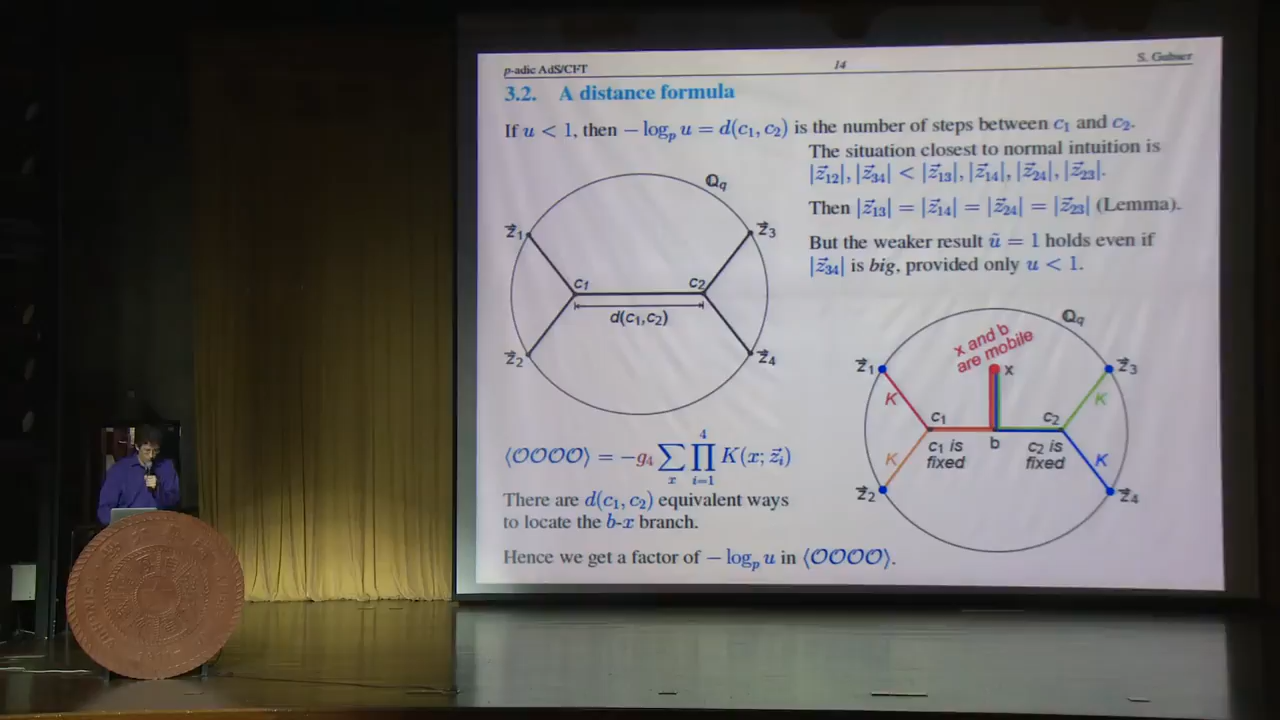 p-adic AdS/CFT 14 S. Gubser
3.2. A distance formula
If u < 1, then − log_p u = d(c₁, c₂) is the number of steps between c₁ and c₂.
The situation closest to normal intuition is
|z⃗₁₂|, |z⃗₃₄| < |z⃗₁₃|, |z⃗₁₄|, |z⃗₂₄|, |z⃗₂₃|.
Then |z⃗₁₃| = |z⃗₁₄| = |z⃗₂₄| = |z⃗₂₃| (Lemma).
But the weaker result ũ = 1 holds even if
|z⃗₃₄| is big, provided only u < 1.
ℚq
z⃗₁
z⃗₃
c₁
c₂
d(c₁,c₂)
z⃗₂
z⃗₄
⟨OOOO⟩ = −g₄ ∑ₓ ∏ᵢ₌₁⁴ K(x; z⃗ᵢ)
There are d(c₁, c₂) equivalent ways
to locate the b-x branch.
Hence we get a factor of − log_p u in ⟨OOOO⟩.
ℚq
x and b
are mobile
z⃗₁
x
z⃗₃
K
K
c₁
c₂
c₁ is
fixed
b
c₂ is
fixed
K
K
z⃗₂
z⃗₄